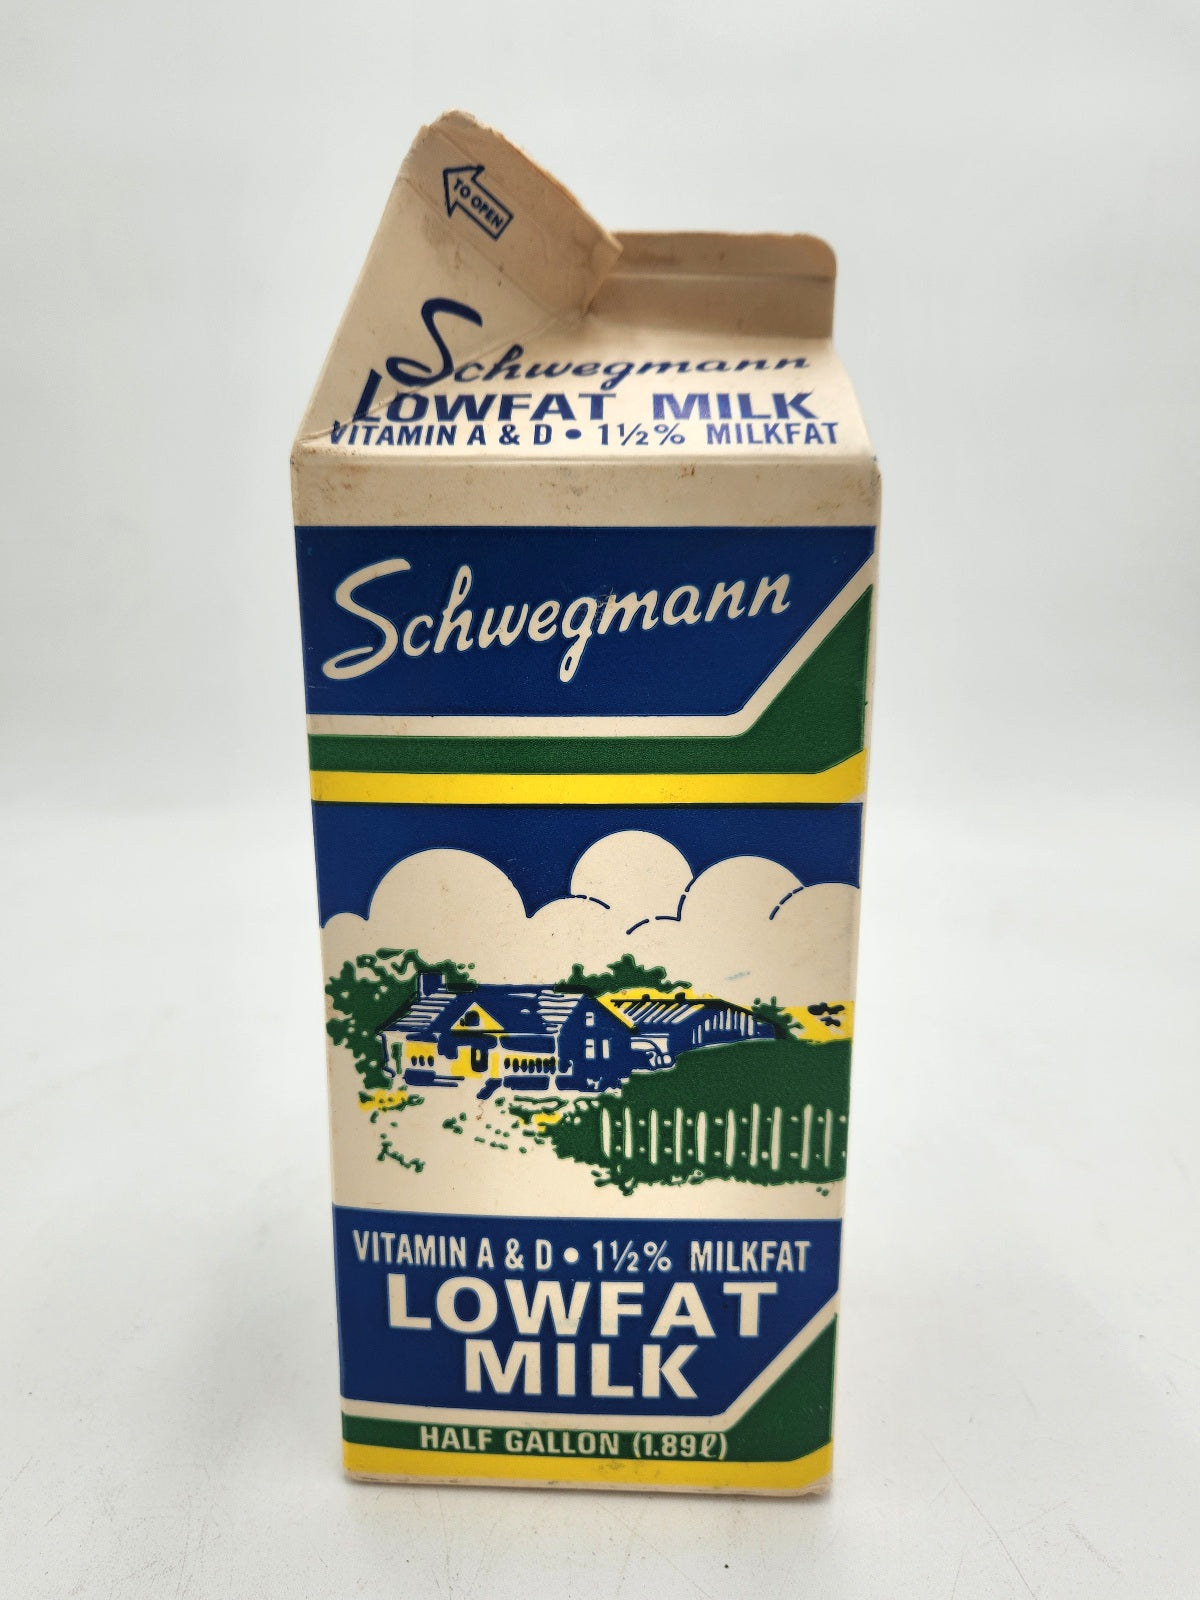 TO OPEN
Schwegmann
LOWFAT MILK
VITAMIN A & D • 1½% MILKFAT
Schwegmann
VITAMIN A & D • 1½% MILKFAT
LOWFAT
MILK
HALF GALLON (1.89ℓ)